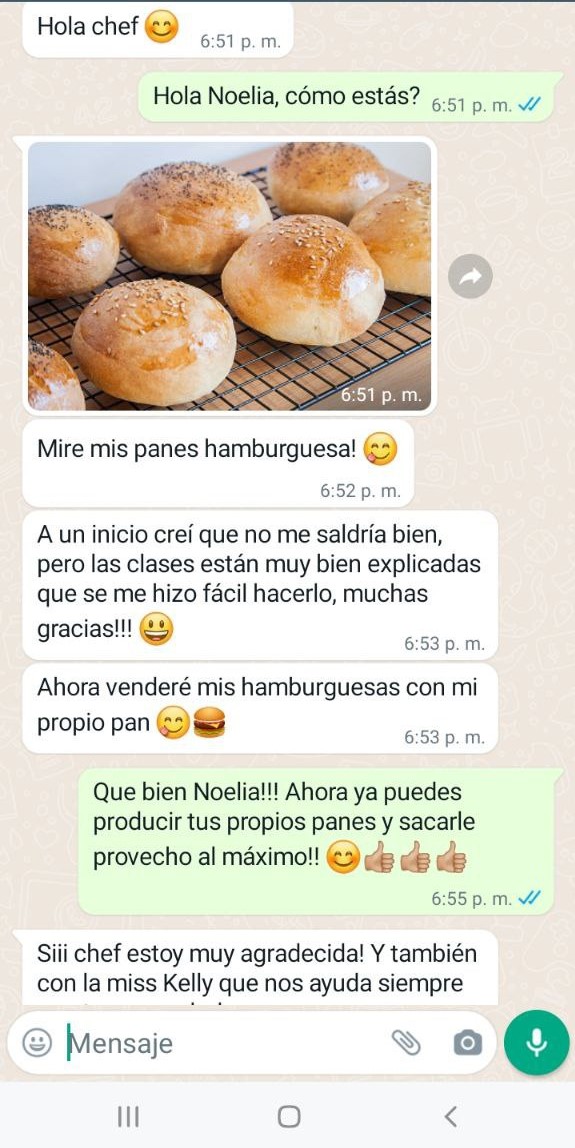 Hola chef 😊
6:51 p. m.
Hola Noelia, cómo estás?
6:51 p. m.
6:51 p. m.
Mire mis panes hamburguesa! 😋
6:52 p. m.
A un inicio creí que no me saldría bien,
pero las clases están muy bien explicadas
que se me hizo fácil hacerlo, muchas
gracias!!! 😃
6:53 p. m.
Ahora venderé mis hamburguesas con mi
propio pan 😋🍔
6:53 p. m.
Que bien Noelia!!! Ahora ya puedes
producir tus propios panes y sacarle
provecho al máximo!! 😊👍🏼👍🏼👍🏼
6:55 p. m.
Siii chef estoy muy agradecida! Y también
con la miss Kelly que nos ayuda siempre
Mensaje